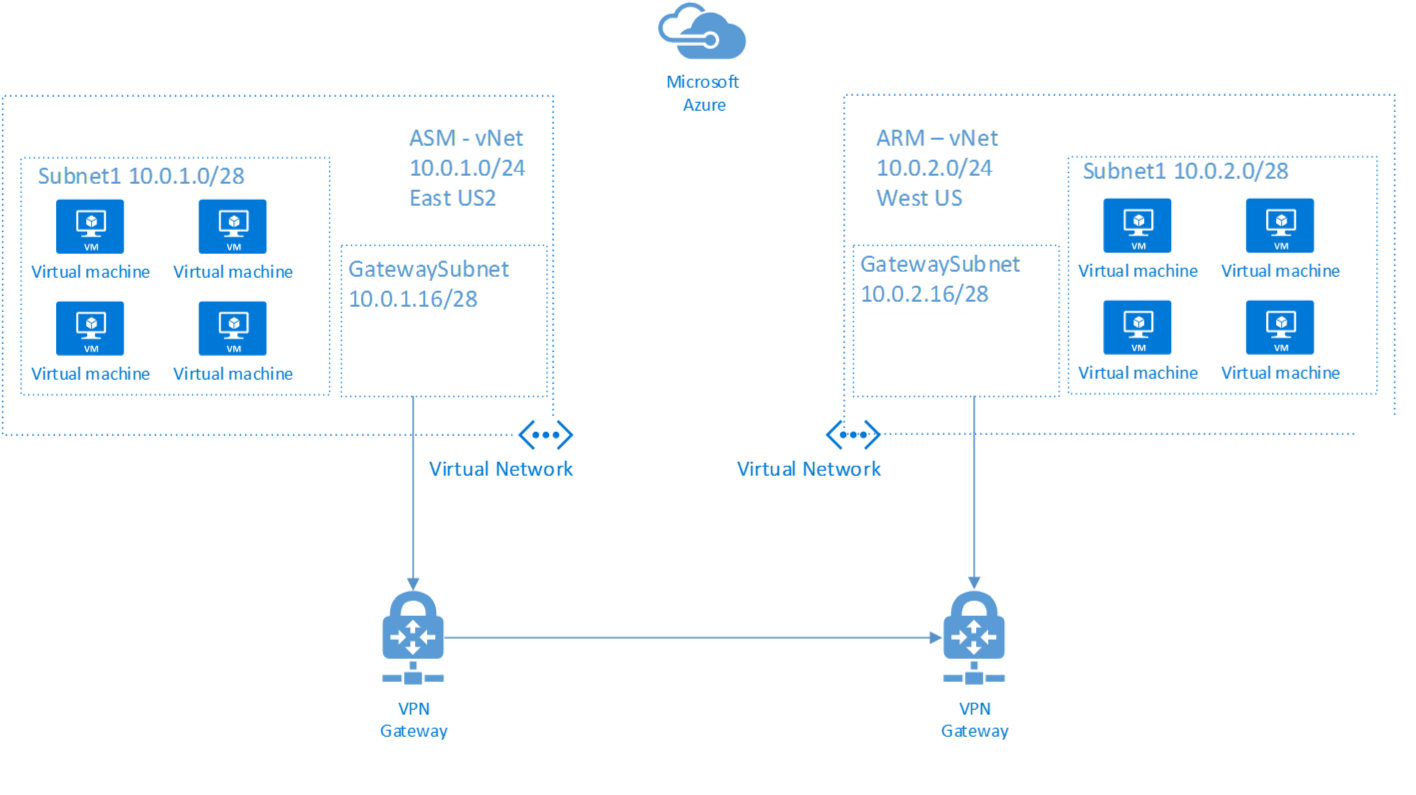 Microsoft
Azure
ASM - vNet
10.0.1.0/24
East US2
Subnet1 10.0.1.0/28
VM
VM
Virtual machine
Virtual machine
VM
VM
Virtual machine
Virtual machine
GatewaySubnet
10.0.1.16/28
Virtual Network
ARM – vNet
10.0.2.0/24
West US
Subnet1 10.0.2.0/28
VM
VM
Virtual machine
Virtual machine
VM
VM
Virtual machine
Virtual machine
GatewaySubnet
10.0.2.16/28
Virtual Network
VPN
Gateway
VPN
Gateway